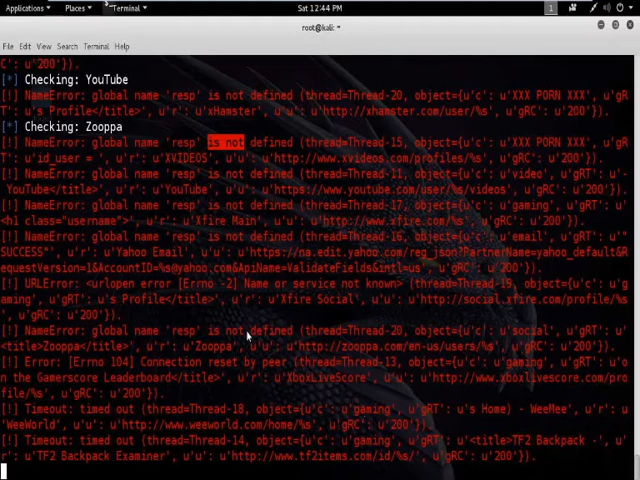 Applications Places Terminal Sat 12:44 PM 1
root@kali: ~
File Edit View Search Terminal Help
C': u'200'}).
[*] Checking: YouTube
[!] NameError: global name 'resp' is not defined (thread=Thread-20, object={u'c': u'XXX PORN XXX', u'gR
T': u's Profile</title>', u'r': u'xHamster', u'u': u'http://xhamster.com/user/%s', u'gRC': u'200'}).
[*] Checking: Zooppa
[!] NameError: global name 'resp' is not defined (thread=Thread-15, object={u'c': u'XXX PORN XXX', u'gR
T': u'id_user = ', u'r': u'XVIDEOS', u'u': u'http://www.xvideos.com/profiles/%s', u'gRC': u'200'}).
[!] NameError: global name 'resp' is not defined (thread=Thread-11, object={u'c': u'video', u'gRT': u'-
YouTube</title>', u'r': u'YouTube', u'u': u'https://www.youtube.com/user/%s/videos', u'gRC': u'200'}).
[!] NameError: global name 'resp' is not defined (thread=Thread-17, object={u'c': u'gaming', u'gRT': u'
<h1 class="username">', u'r': u'Xfire Main', u'u': u'http://www.xfire.com/%s', u'gRC': u'200'}).
[!] NameError: global name 'resp' is not defined (thread=Thread-16, object={u'c': u'email', u'gRT': u'"
SUCCESS"', u'r': u'Yahoo Email', u'u': u'https://na.edit.yahoo.com/reg_json?PartnerName=yahoo_default&R
equestVersion=1&AccountID=%s@yahoo.com&ApiName=ValidateFields&intl=us', u'gRC': u'200'}).
[!] URLError: <urlopen error [Errno -2] Name or service not known> (thread=Thread-19, object={u'c': u'g
aming', u'gRT': u's Profile</title>', u'r': u'Xfire Social', u'u': u'http://social.xfire.com/profile/%s
', u'gRC': u'200'}).
[!] NameError: global name 'resp' is not defined (thread=Thread-20, object={u'c': u'social', u'gRT': u'
<title>Zooppa</title>', u'r': u'Zooppa', u'u': u'http://zooppa.com/en-us/users/%s', u'gRC': u'200'}).
[!] Error: [Errno 104] Connection reset by peer (thread=Thread-13, object={u'c': u'gaming', u'gRT': u'o
n the Gamerscore Leaderboard</title>', u'r': u'XboxLiveScore', u'u': u'http://www.xboxlivescore.com/pro
file/%s', u'gRC': u'200'}).
[!] Timeout: timed out (thread=Thread-18, object={u'c': u'gaming', u'gRT': u's Home) - WeeMee', u'r': u
'WeeWorld', u'u': u'http://www.weeworld.com/home/%s', u'gRC': u'200'}).
[!] Timeout: timed out (thread=Thread-14, object={u'c': u'gaming', u'gRT': u'<title>TF2 Backpack -', u'
r': u'TF2 Backpack Examiner', u'u': u'http://www.tf2items.com/id/%s/', u'gRC': u'200'}).